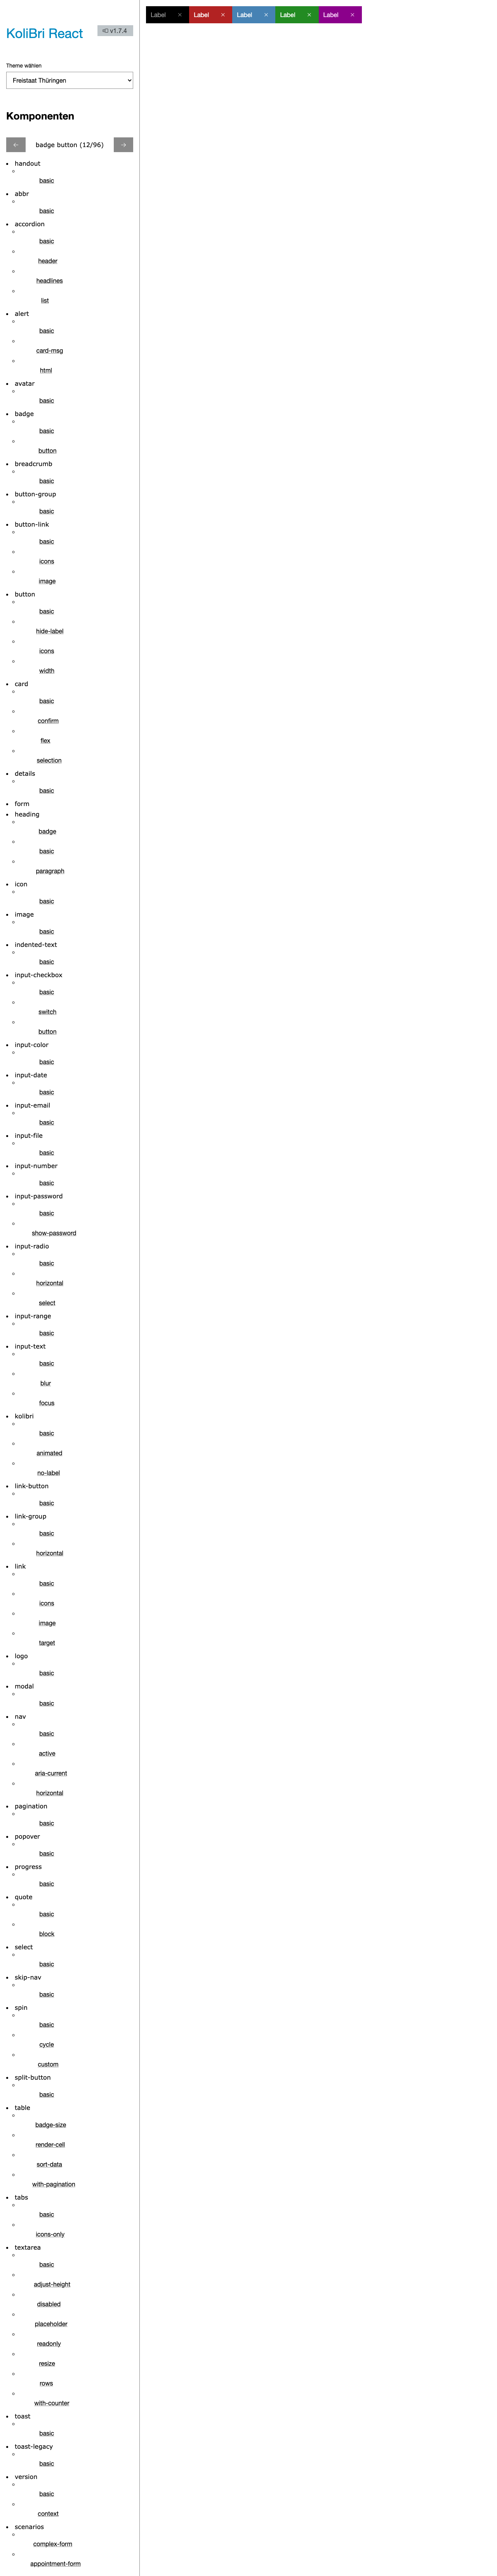 KoliBri React
v1.7.4
Theme wählen
Freistaat Thüringen
Komponenten
← badge button (12/96) →
handout
basic
abbr
basic
accordion
basic
header
headlines
list
alert
basic
card-msg
html
avatar
basic
badge
basic
button
breadcrumb
basic
button-group
basic
button-link
basic
icons
image
button
basic
hide-label
icons
width
card
basic
confirm
flex
selection
details
basic
form
heading
badge
basic
paragraph
icon
basic
image
basic
indented-text
basic
input-checkbox
basic
switch
button
input-color
basic
input-date
basic
input-email
basic
input-file
basic
input-number
basic
input-password
basic
show-password
input-radio
basic
horizontal
select
input-range
basic
input-text
basic
blur
focus
kolibri
basic
animated
no-label
link-button
basic
link-group
basic
horizontal
link
basic
icons
image
target
logo
basic
modal
basic
nav
basic
active
aria-current
horizontal
pagination
basic
popover
basic
progress
basic
quote
basic
block
select
basic
skip-nav
basic
spin
basic
cycle
custom
split-button
basic
table
badge-size
render-cell
sort-data
with-pagination
tabs
basic
icons-only
textarea
basic
adjust-height
disabled
placeholder
readonly
resize
rows
with-counter
toast
basic
toast-legacy
basic
version
basic
context
scenarios
complex-form
appointment-form
Label × Label × Label × Label × Label ×